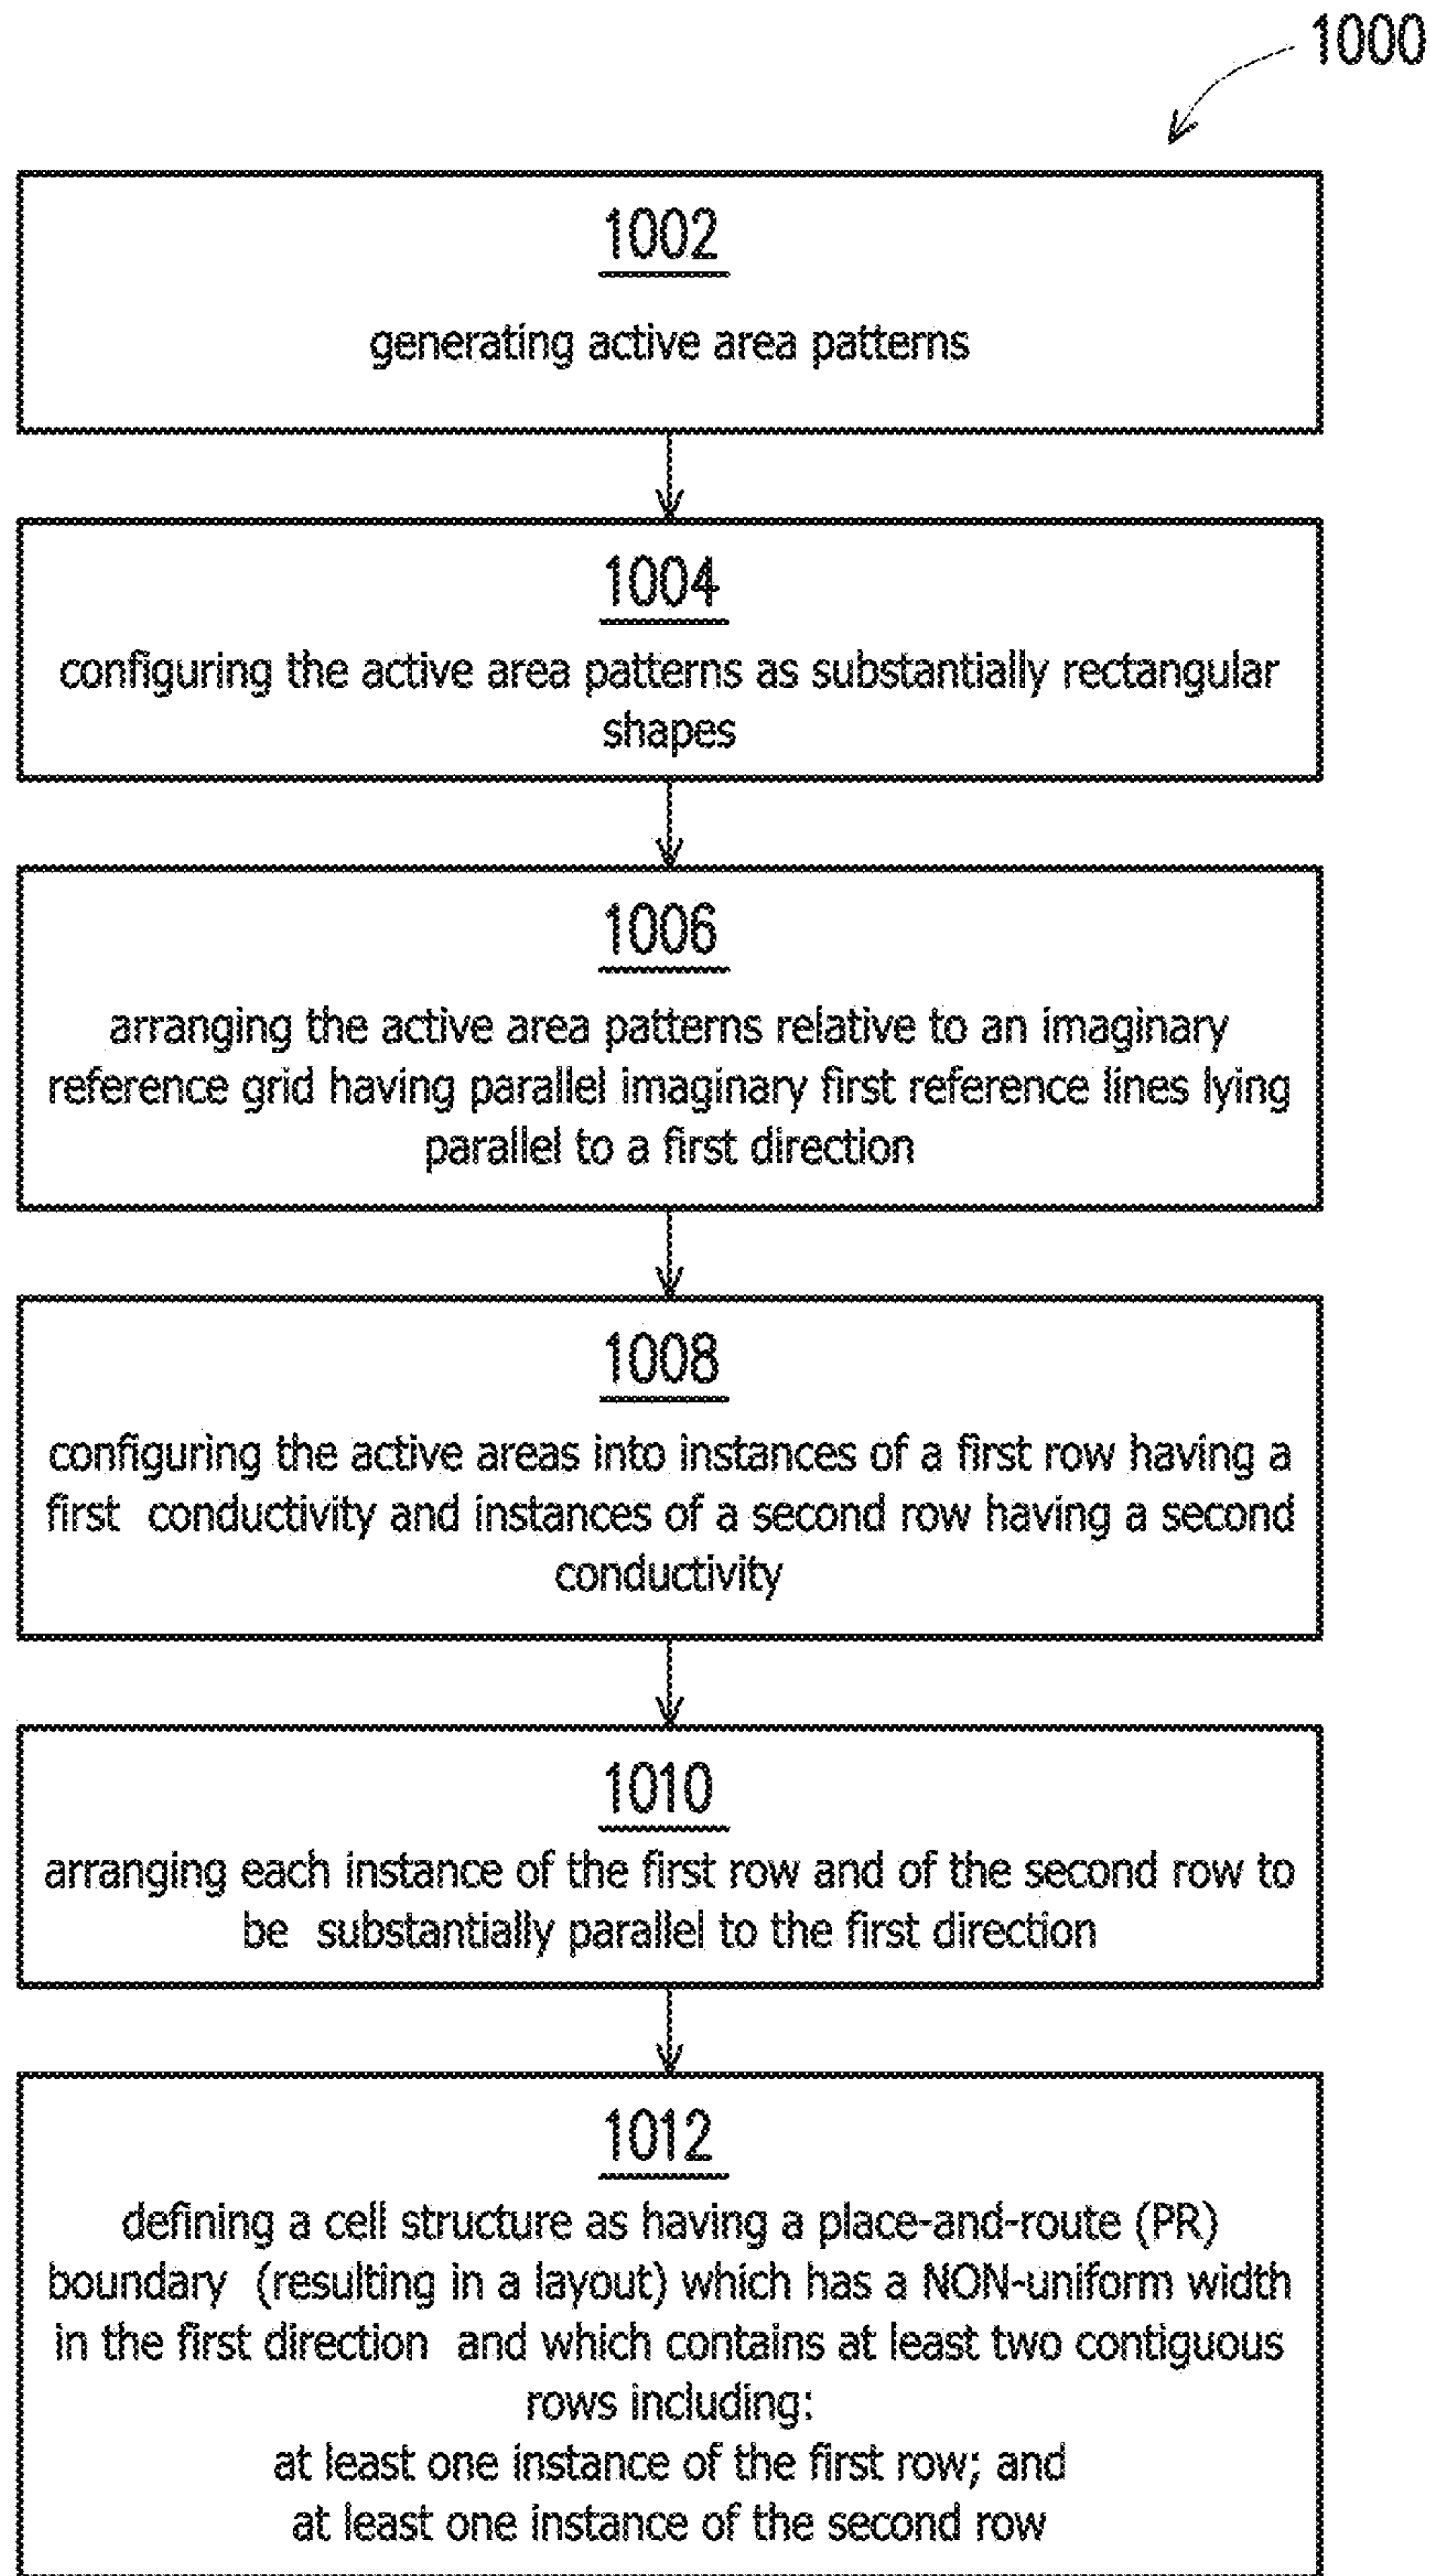 1000
1002
generating active area patterns
1004
configuring the active area patterns as substantially rectangular
shapes
1006
arranging the active area patterns relative to an imaginary
reference grid having parallel imaginary first reference lines lying
parallel to a first direction
1008
configuring the active areas into instances of a first row having a
first conductivity and instances of a second row having a second
conductivity
1010
arranging each instance of the first row and of the second row to
be substantially parallel to the first direction
1012
defining a cell structure as having a place-and-route (PR)
boundary (resulting in a layout) which has a NON-uniform width
in the first direction and which contains at least two contiguous
rows including:
at least one instance of the first row; and
at least one instance of the second row